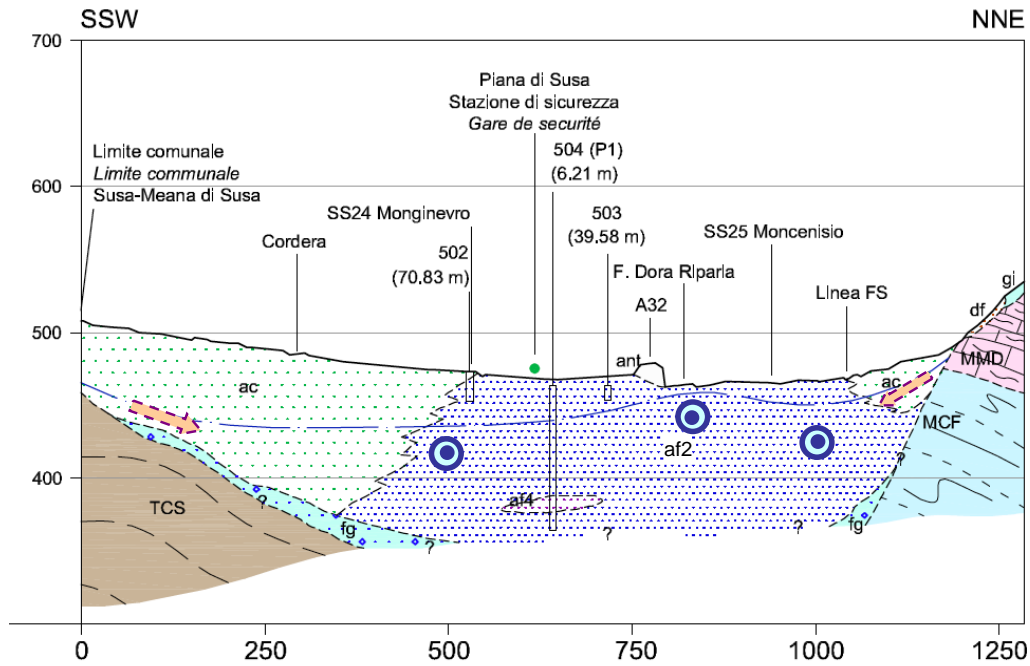 SSW
NNE
700
Piana di Susa
Stazione di sicurezza
Gare de securité
504 (P1)
(6.21 m)
Limite comunale
Limite communale
Susa-Meana di Susa
600
SS24 Monginevro
503
(39.58 m)
SS25 Moncenisio
Cordera
502
(70.83 m)
F. Dora Riparia
Linea FS
A32
gi
df
500
ant
MMD
ac
ac
MCF
af2
?
400
TCS
?
af4
fg
?
?
?
fg
?
0
250
500
750
1000
1250